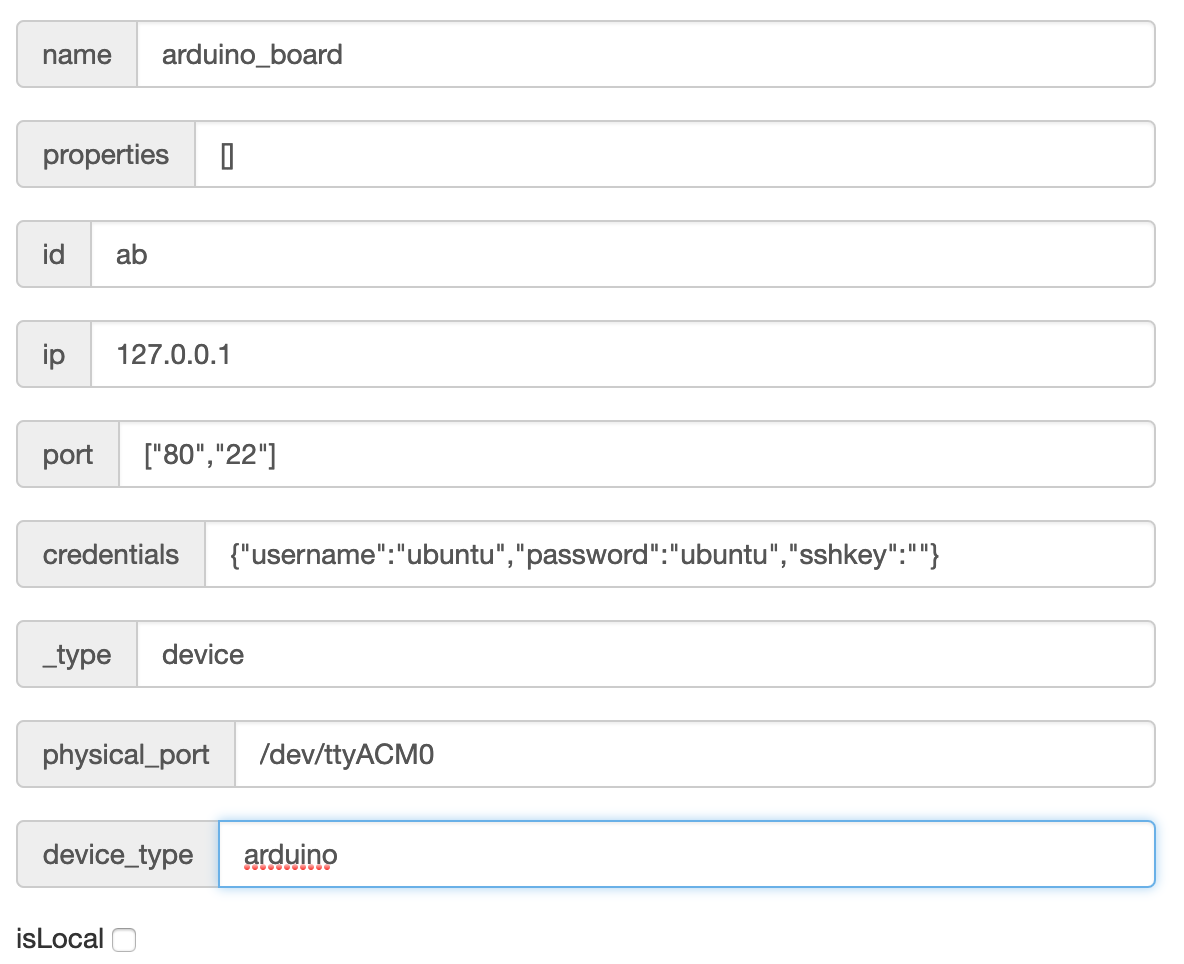 name arduino_board
properties []
id ab
ip 127.0.0.1
port ["80","22"]
credentials {"username":"ubuntu","password":"ubuntu","sshkey":""}
_type device
physical_port /dev/ttyACM0
device_type arduino
isLocal